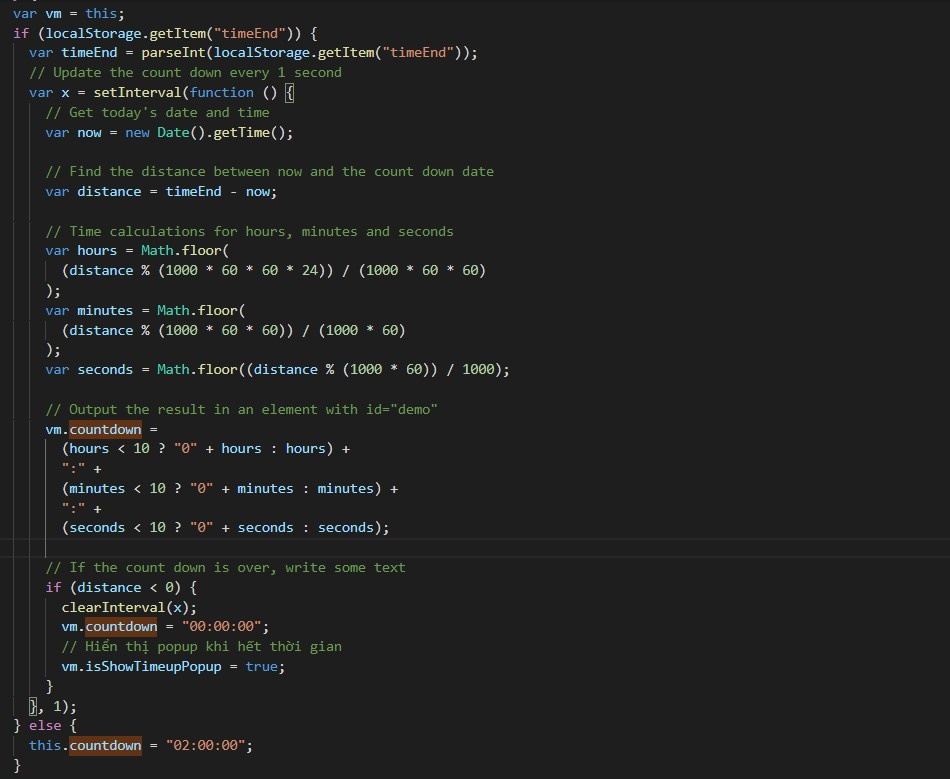 var vm = this;
if (localStorage.getItem("timeEnd")) {
  var timeEnd = parseInt(localStorage.getItem("timeEnd"));
  // Update the count down every 1 second
  var x = setInterval(function () {
    // Get today's date and time
    var now = new Date().getTime();

    // Find the distance between now and the count down date
    var distance = timeEnd - now;

    // Time calculations for hours, minutes and seconds
    var hours = Math.floor(
      (distance % (1000 * 60 * 60 * 24)) / (1000 * 60 * 60)
    );
    var minutes = Math.floor(
      (distance % (1000 * 60 * 60)) / (1000 * 60)
    );
    var seconds = Math.floor((distance % (1000 * 60)) / 1000);

    // Output the result in an element with id="demo"
    vm.countdown =
      (hours < 10 ? "0" + hours : hours) +
      ":" +
      (minutes < 10 ? "0" + minutes : minutes) +
      ":" +
      (seconds < 10 ? "0" + seconds : seconds);

    // If the count down is over, write some text
    if (distance < 0) {
      clearInterval(x);
      vm.countdown = "00:00:00";
      // Hiển thị popup khi hết thời gian
      vm.isShowTimeupPopup = true;
    }
  }, 1);
} else {
  this.countdown = "02:00:00";
}